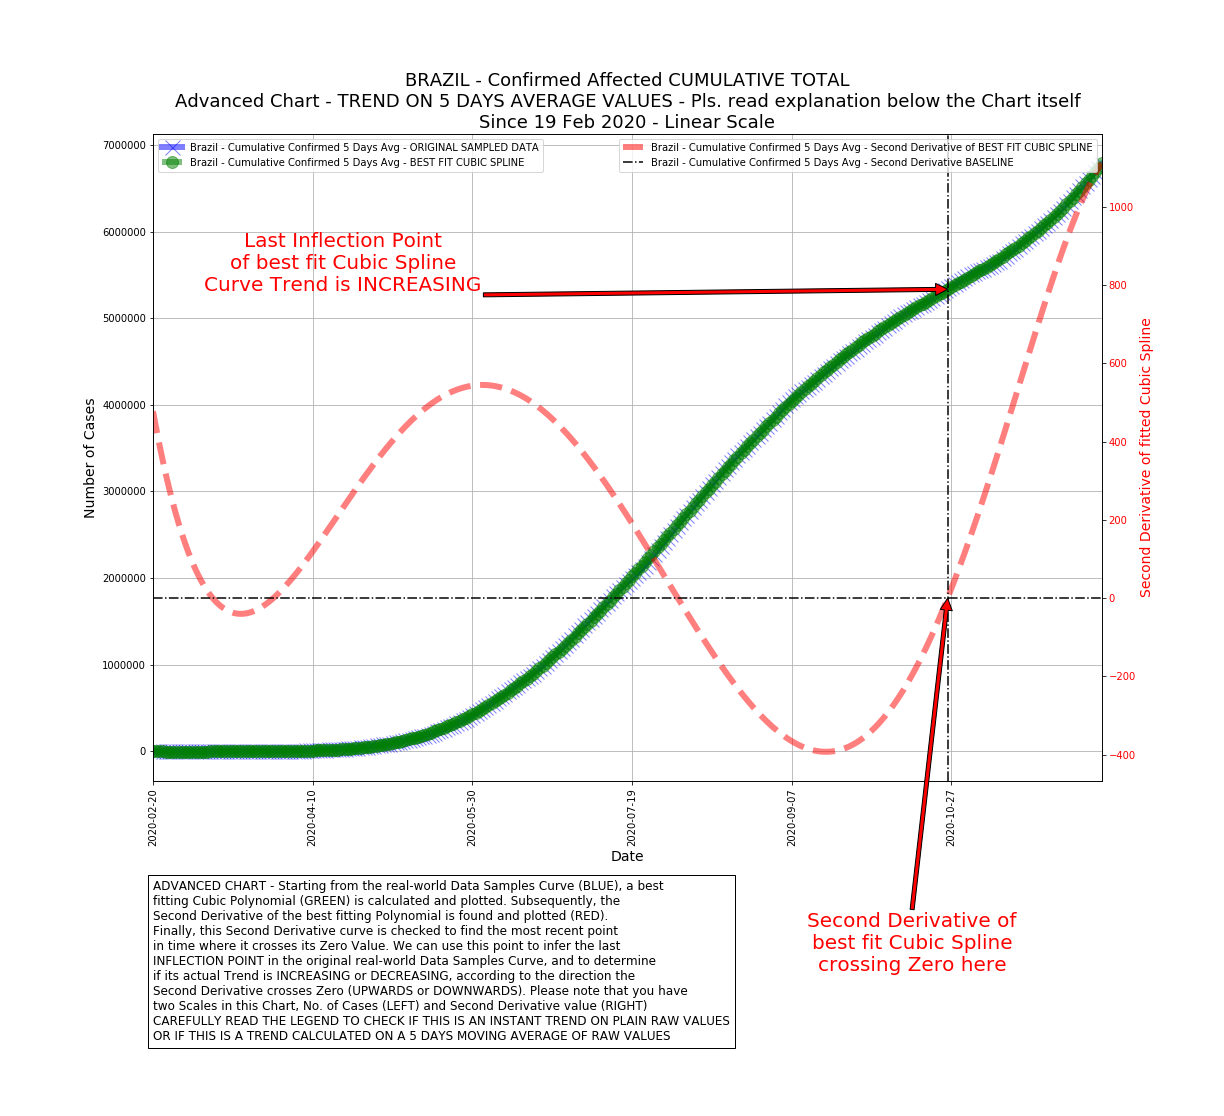 BRAZIL - Confirmed Affected CUMULATIVE TOTAL
Advanced Chart - TREND ON 5 DAYS AVERAGE VALUES - Pls. read explanation below the Chart itself
Since 19 Feb 2020 - Linear Scale
Brazil - Cumulative Confirmed 5 Days Avg - ORIGINAL SAMPLED DATA
Brazil - Cumulative Confirmed 5 Days Avg - BEST FIT CUBIC SPLINE
Brazil - Cumulative Confirmed 5 Days Avg - Second Derivative of BEST FIT CUBIC SPLINE
Brazil - Cumulative Confirmed 5 Days Avg - Second Derivative BASELINE
Last Inflection Point
of best fit Cubic Spline
Curve Trend is INCREASING
Number of Cases
7000000
6000000
5000000
4000000
3000000
2000000
1000000
0
1000
800
600
400
200
0
−200
−400
Second Derivative of fitted Cubic Spline
2020-02-20
2020-04-10
2020-05-30
2020-07-19
2020-09-07
2020-10-27
Date
ADVANCED CHART - Starting from the real-world Data Samples Curve (BLUE), a best
fitting Cubic Polynomial (GREEN) is calculated and plotted. Subsequently, the
Second Derivative of the best fitting Polynomial is found and plotted (RED).
Finally, this Second Derivative curve is checked to find the most recent point
in time where it crosses its Zero Value. We can use this point to infer the last
INFLECTION POINT in the original real-world Data Samples Curve, and to determine
if its actual Trend is INCREASING or DECREASING, according to the direction the
Second Derivative crosses Zero (UPWARDS or DOWNWARDS). Please note that you have
two Scales in this Chart, No. of Cases (LEFT) and Second Derivative value (RIGHT)
CAREFULLY READ THE LEGEND TO CHECK IF THIS IS AN INSTANT TREND ON PLAIN RAW VALUES
OR IF THIS IS A TREND CALCULATED ON A 5 DAYS MOVING AVERAGE OF RAW VALUES
Second Derivative of
best fit Cubic Spline
crossing Zero here